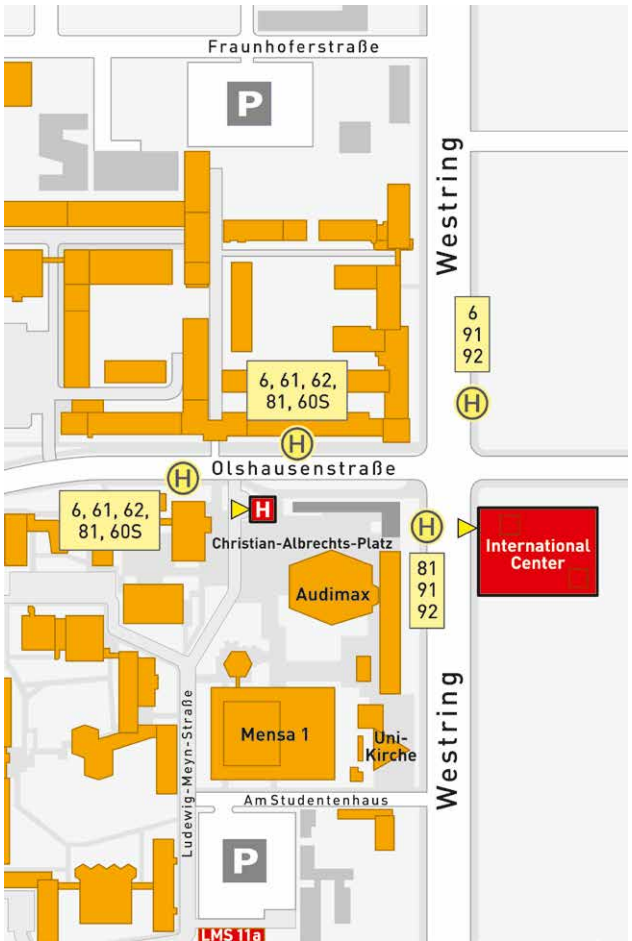 Fraunhoferstraße
P
Westring
6
91
92
H
6, 61, 62,
81, 60S
H
Olshausenstraße
H
6, 61, 62,
81, 60S
H
Christian-Albrechts-Platz
H
International
Center
81
91
92
Audimax
Ludewig-Meyn-Straße
Mensa 1
Uni-
Kirche
Westring
Am Studentenhaus
P
LMS 11a